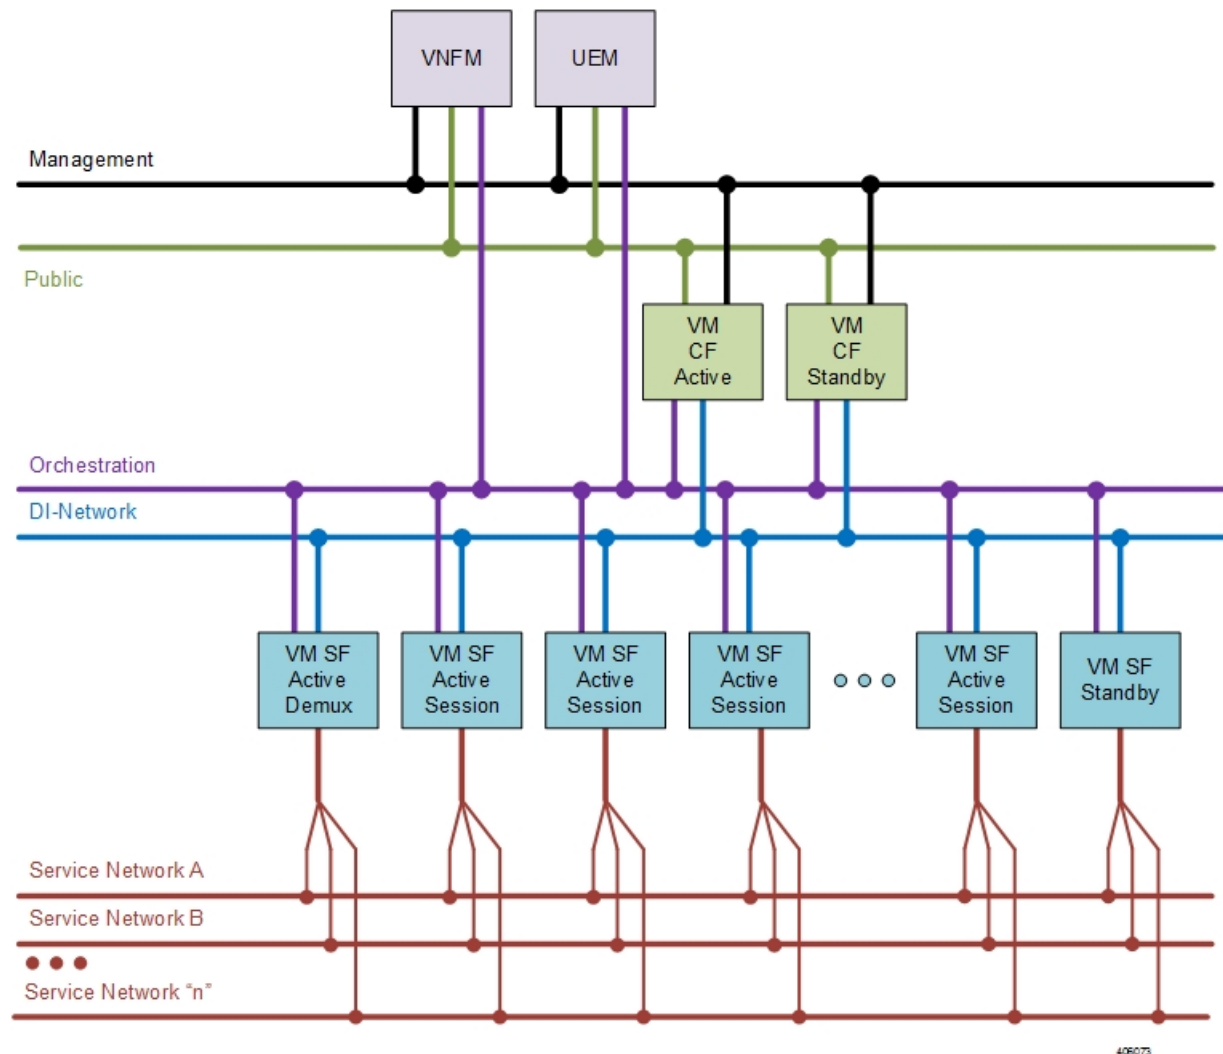 VNFM
UEM
Management
Public
VM
CF
Active
VM
CF
Standby
Orchestration
DI-Network
VM SF
Active
Demux
VM SF
Active
Session
VM SF
Active
Session
VM SF
Active
Session
VM SF
Active
Session
VM SF
Standby
Service Network A
Service Network B
Service Network “n”